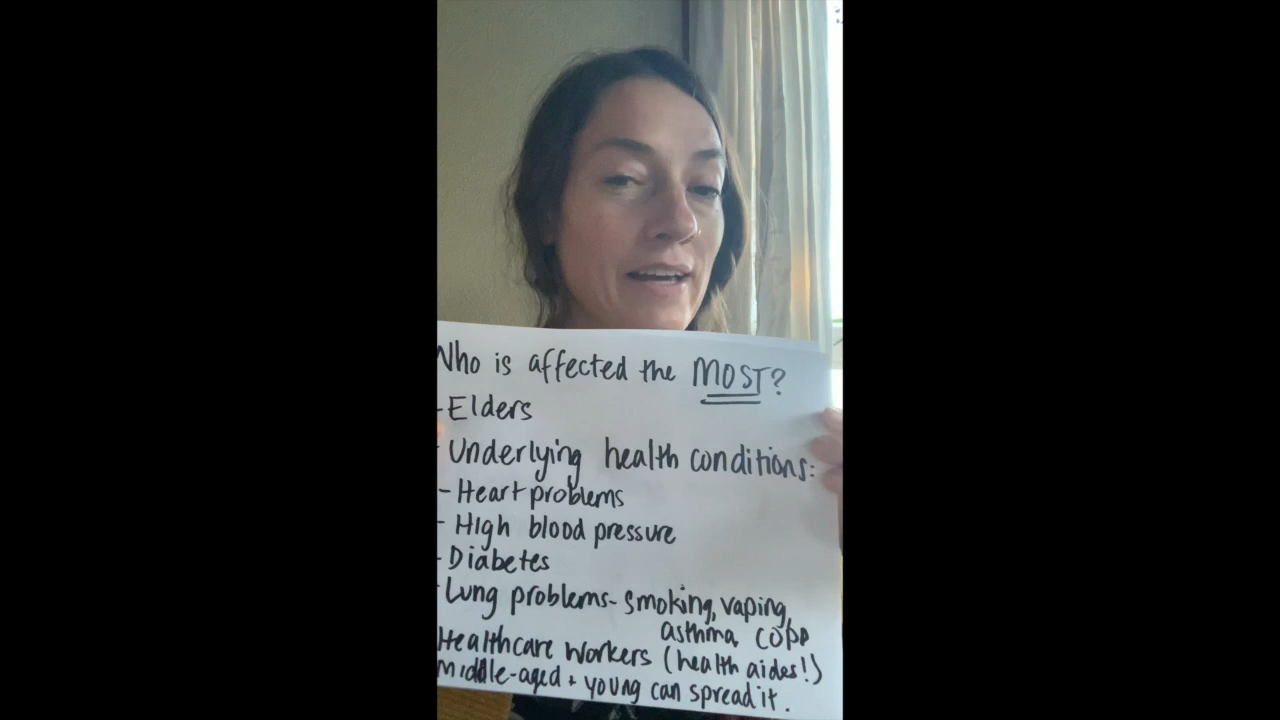 Who is affected the MOST?
- Elders
- Underlying health conditions:
- Heart problems
- High blood pressure
- Diabetes
- Lung problems- smoking, vaping,
asthma COPD
Healthcare workers (health aides!)
Middle-aged + young can spread it.